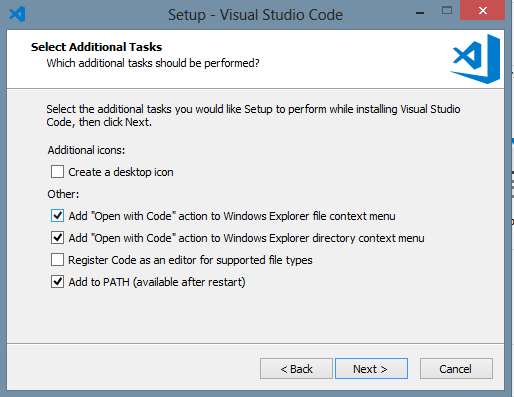 Setup - Visual Studio Code
Select Additional Tasks
Which additional tasks should be performed?
Select the additional tasks you would like Setup to perform while installing Visual Studio
Code, then click Next.
Additional icons:
Create a desktop icon
Other:
Add "Open with Code" action to Windows Explorer file context menu
Add "Open with Code" action to Windows Explorer directory context menu
Register Code as an editor for supported file types
Add to PATH (available after restart)
< Back
Next >
Cancel